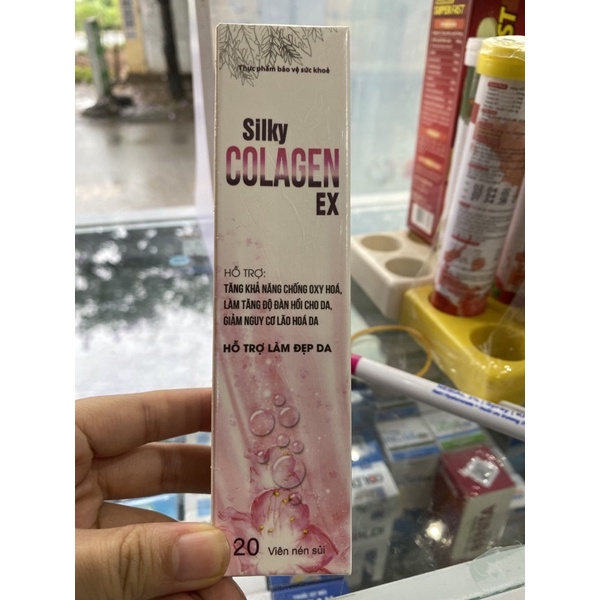 Thực phẩm bảo vệ sức khoẻ
Silky
COLAGEN
EX
HỖ TRỢ:
TĂNG KHẢ NĂNG CHỐNG OXY HOÁ,
LÀM TĂNG ĐỘ ĐÀN HỒI CHO DA,
GIẢM NGUY CƠ LÃO HOÁ DA
HỖ TRỢ LÀM ĐẸP DA
20 Viên nén sủi